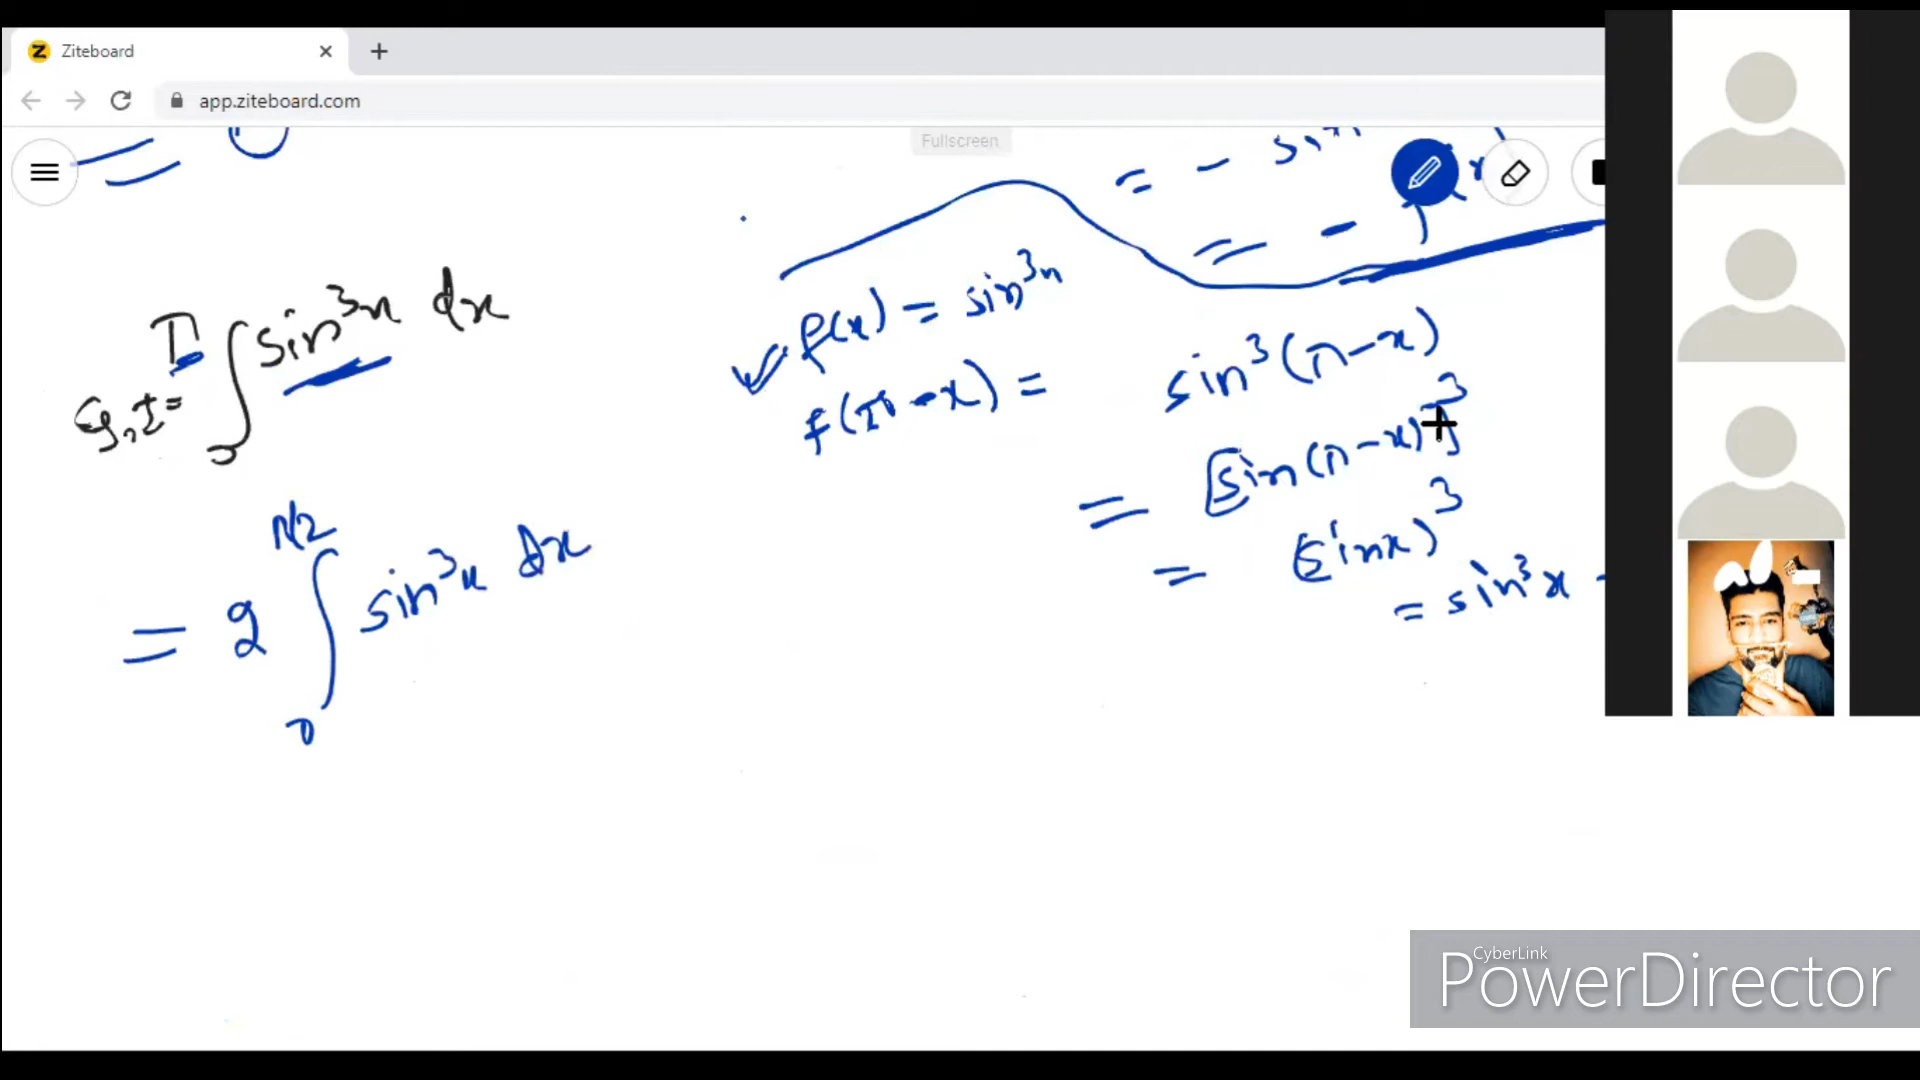 Ziteboard
app.ziteboard.com
Fullscreen
= 0
= - sin
= - f(x)
G, I = ∫₀^π sin³x dx
f(x) = sin³x
f(π - x) = sin³(π-x)
= [sin(π-x)]³
= (sinx)³
= sin³x
= 2 ∫₀^π/2 sin³x dx
CyberLink
PowerDirector